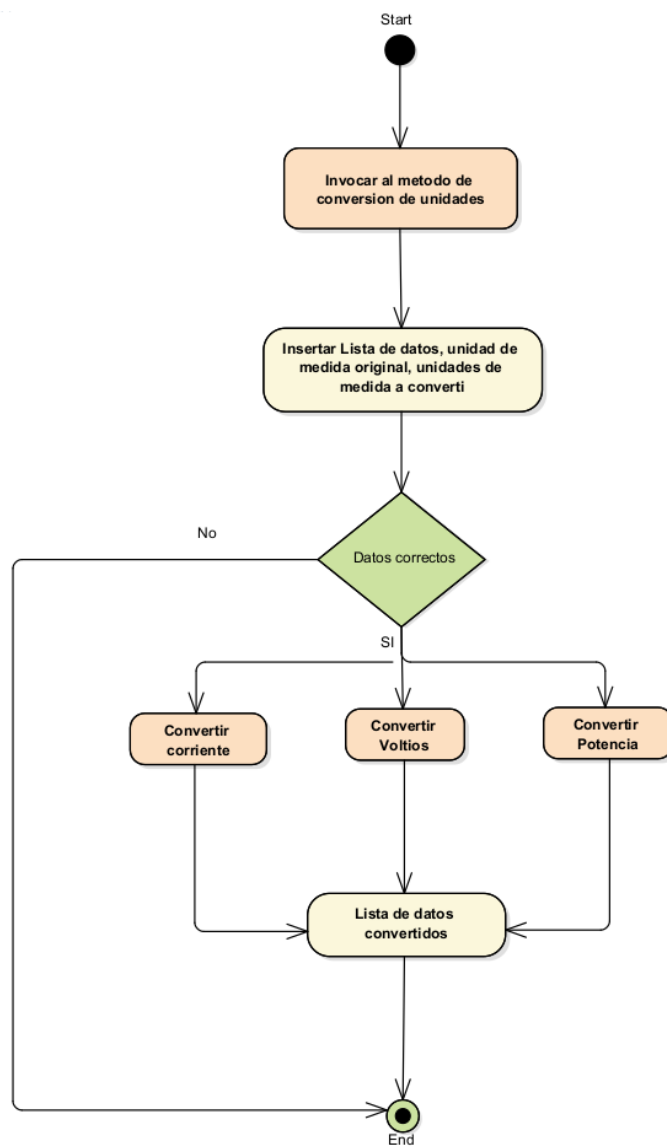 Start
Invocar al metodo de
conversion de unidades
Insertar Lista de datos, unidad de
medida original, unidades de
medida a converti
No
Datos correctos
SI
Convertir
corriente
Convertir
Voltios
Convertir
Potencia
Lista de datos
convertidos
End